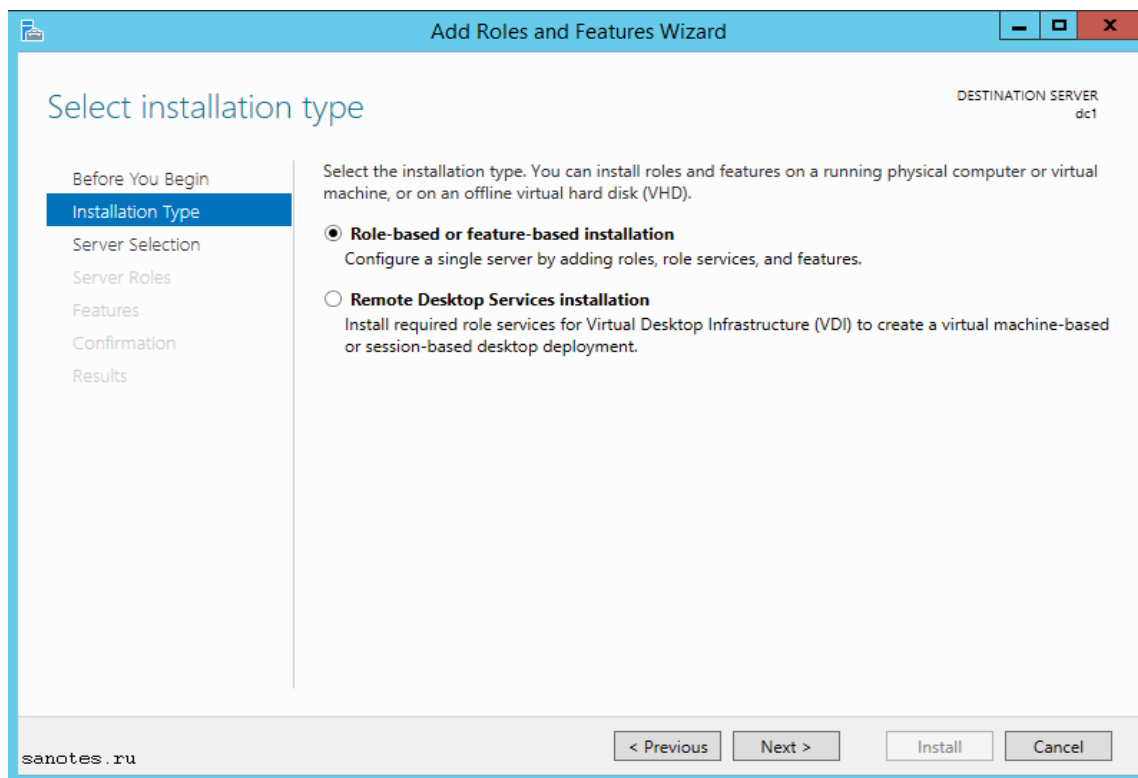 Add Roles and Features Wizard
Select installation type
DESTINATION SERVER
dc1
Before You Begin
Installation Type
Server Selection
Server Roles
Features
Confirmation
Results
Select the installation type. You can install roles and features on a running physical computer or virtual
machine, or on an offline virtual hard disk (VHD).
Role-based or feature-based installation
Configure a single server by adding roles, role services, and features.
Remote Desktop Services installation
Install required role services for Virtual Desktop Infrastructure (VDI) to create a virtual machine-based
or session-based desktop deployment.
< Previous
Next >
Install
Cancel
sanotes.ru